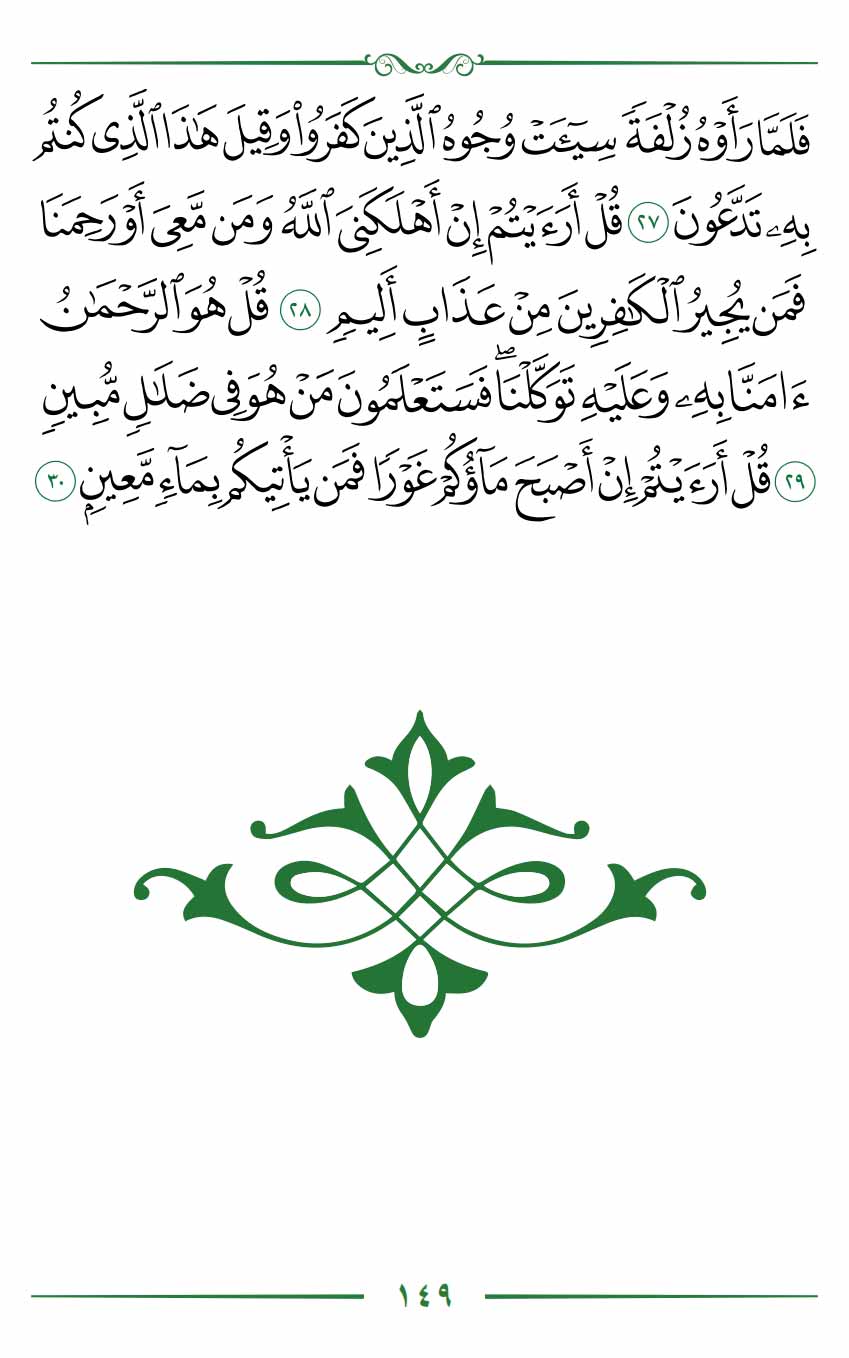 فَلَمَّا رَأَوۡهُ زُلۡفَةٗ سِيٓـَٔتۡ وُجُوهُ ٱلَّذِينَ كَفَرُواْ وَقِيلَ هَٰذَا ٱلَّذِي كُنتُم
بِهِۦ تَدَّعُونَ ٢٧ قُلۡ أَرَءَيۡتُمۡ إِنۡ أَهۡلَكَنِيَ ٱللَّهُ وَمَن مَّعِيَ أَوۡ رَحِمَنَا
فَمَن يُجِيرُ ٱلۡكَٰفِرِينَ مِنۡ عَذَابٍ أَلِيمٖ ٢٨ قُلۡ هُوَ ٱلرَّحۡمَٰنُ
ءَامَنَّا بِهِۦ وَعَلَيۡهِ تَوَكَّلۡنَاۖ فَسَتَعۡلَمُونَ مَنۡ هُوَ فِي ضَلَٰلٖ مُّبِينٖ
٢٩ قُلۡ أَرَءَيۡتُمۡ إِنۡ أَصۡبَحَ مَآؤُكُمۡ غَوۡرٗا فَمَن يَأۡتِيكُم بِمَآءٖ مَّعِينِۭ ٣٠
١٤٩